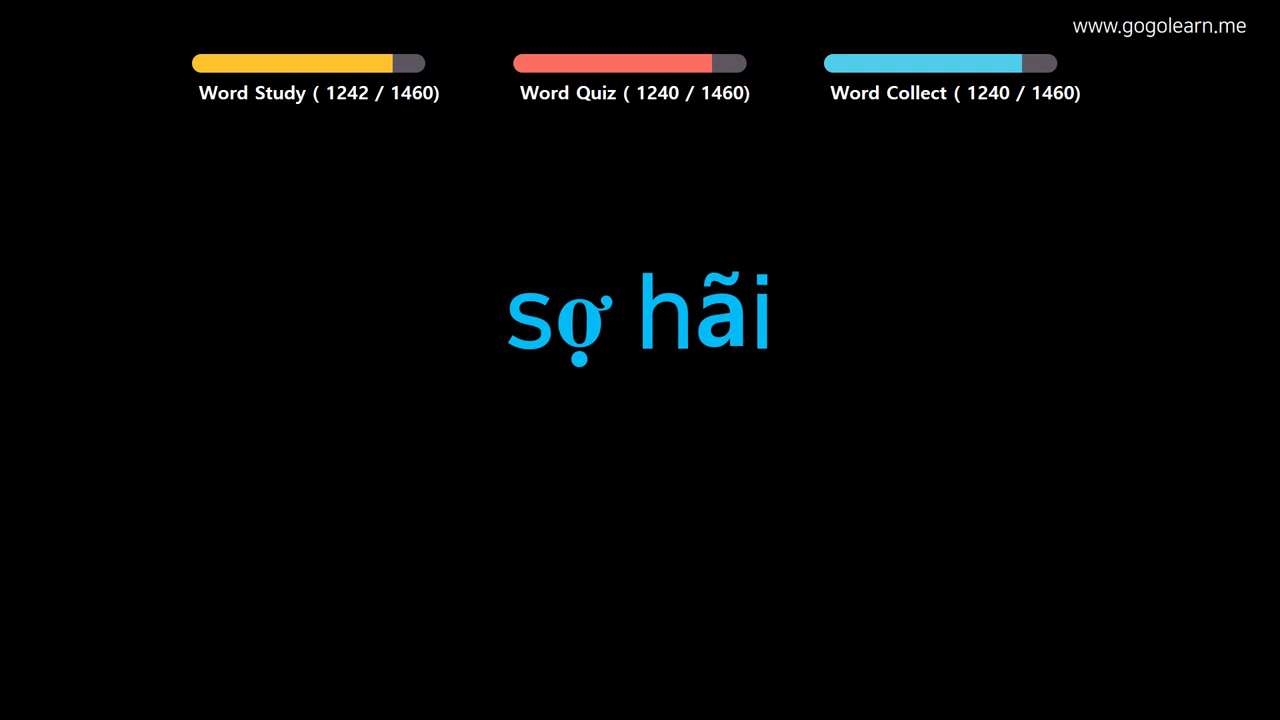 www.gogolearn.me
Word Study ( 1242 / 1460)
Word Quiz ( 1240 / 1460)
Word Collect ( 1240 / 1460)
sợ hãi